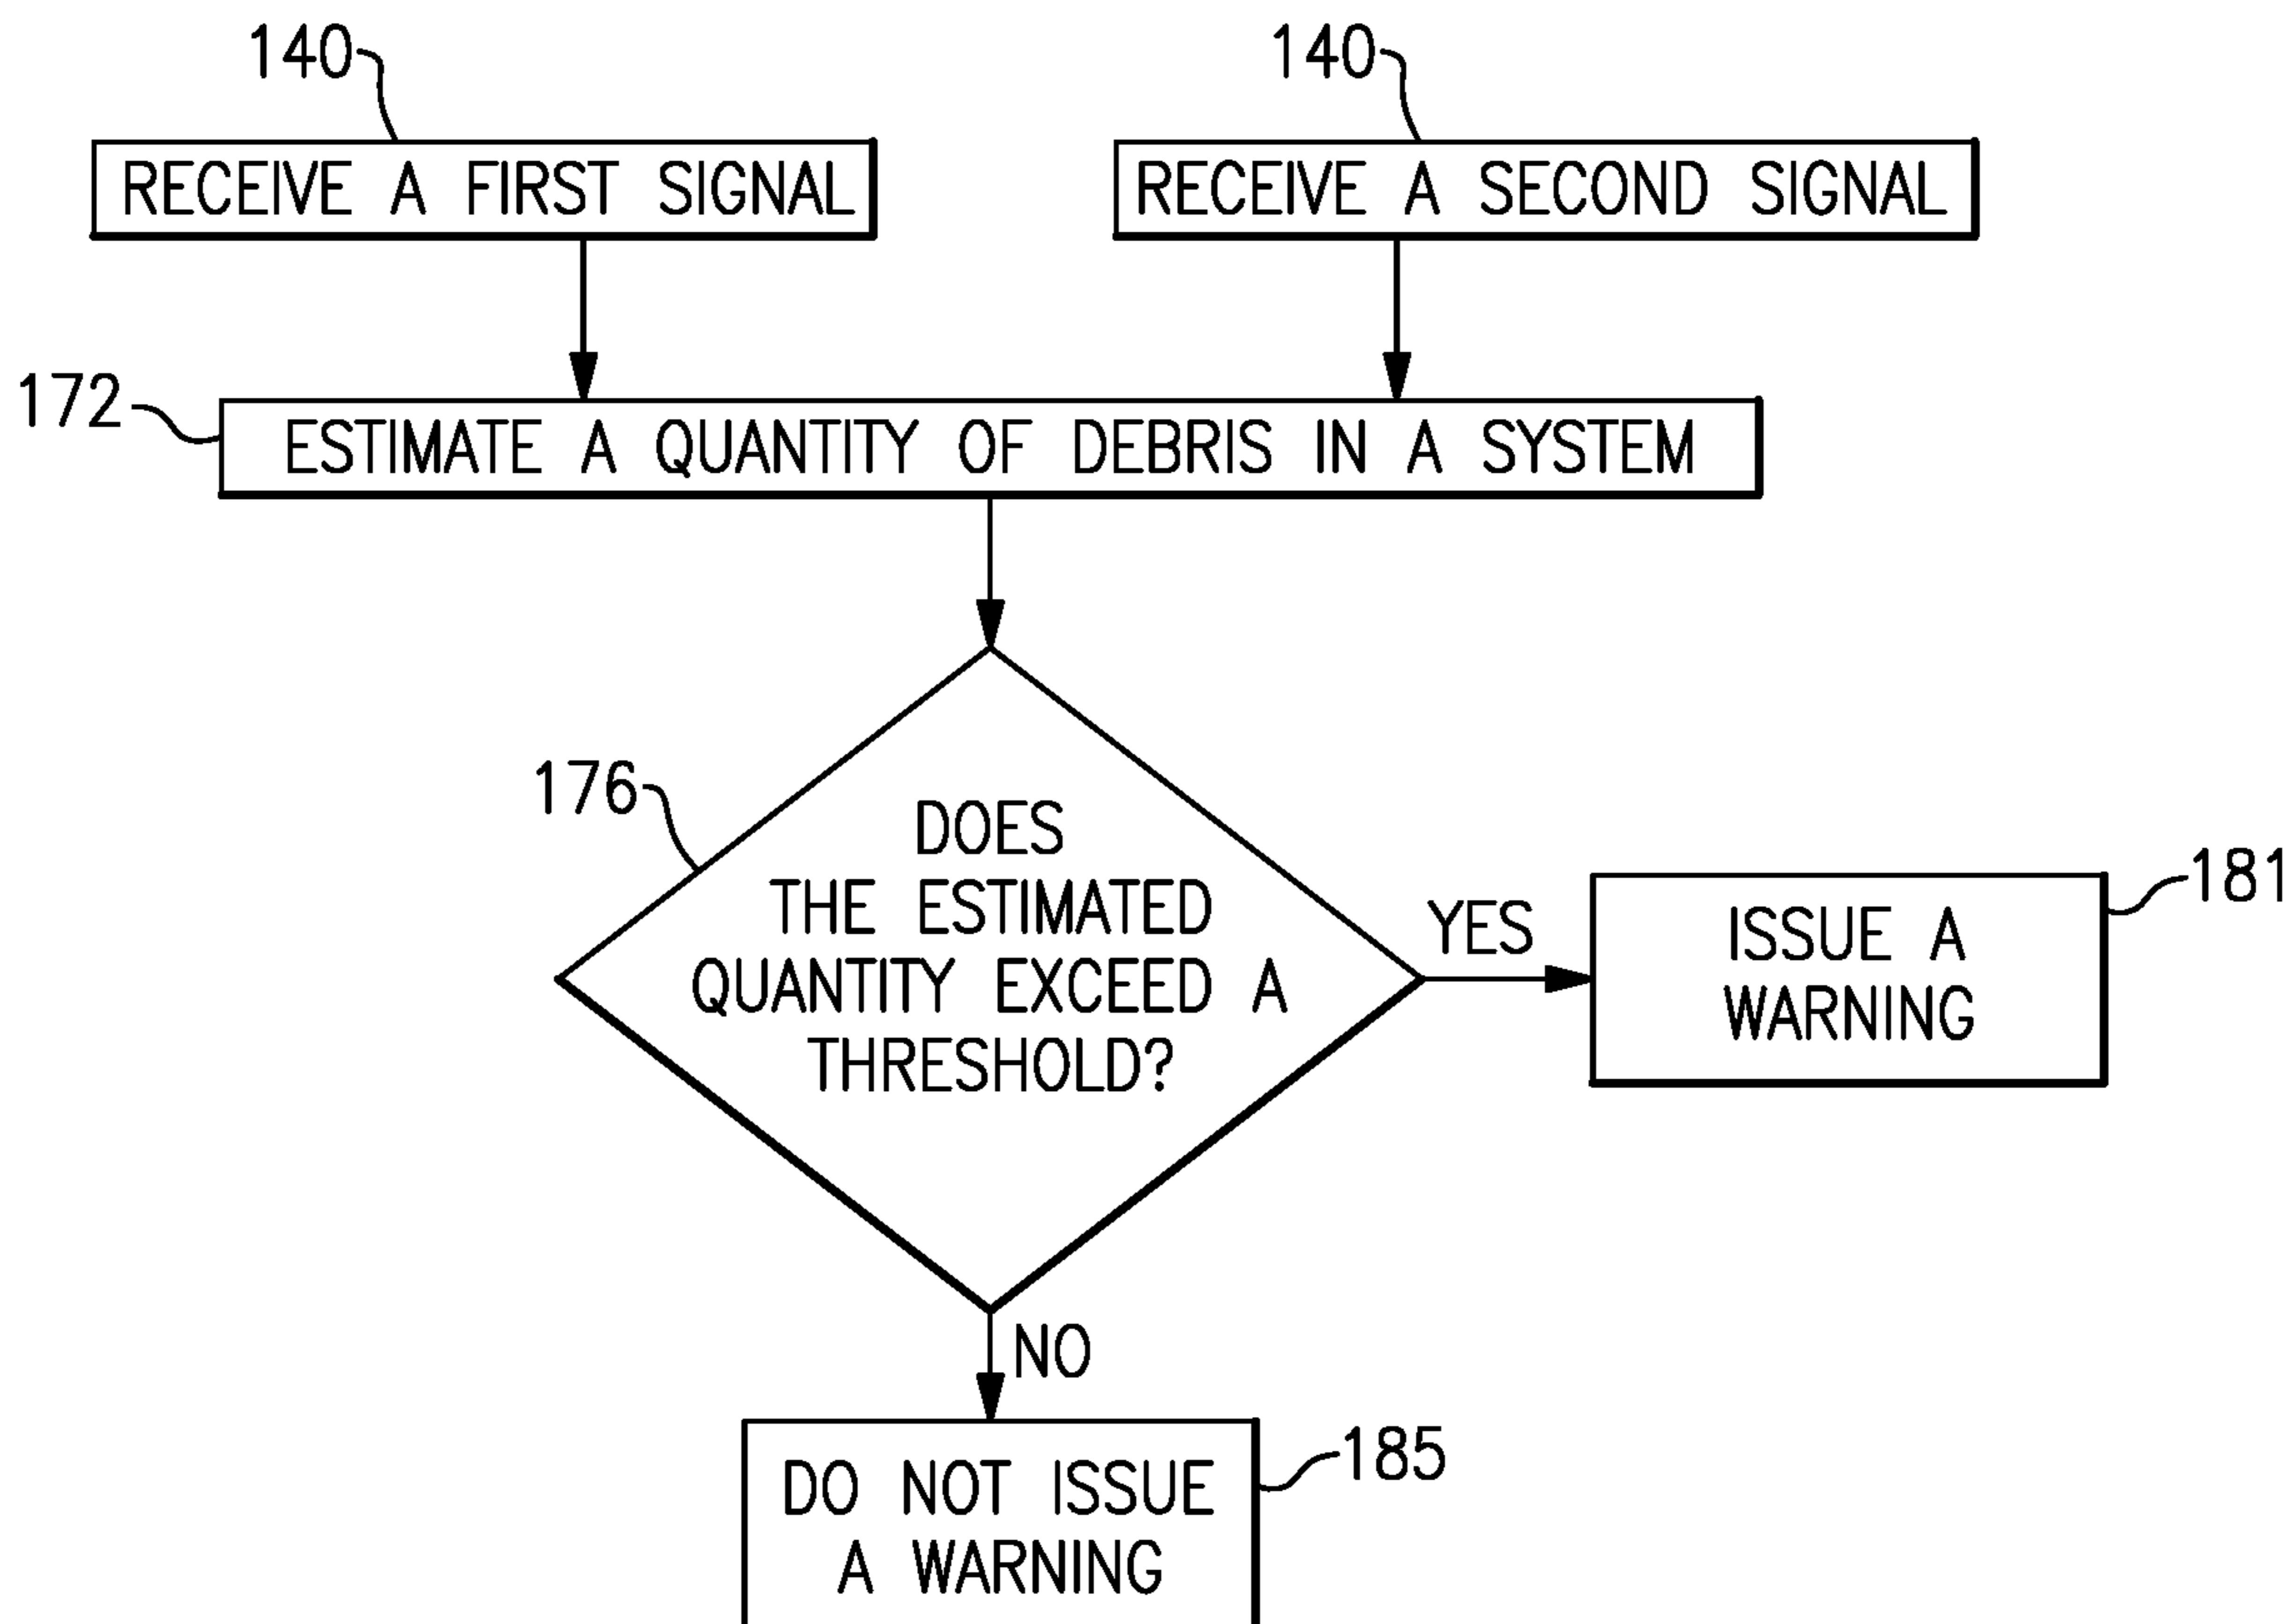 140
140
RECEIVE A FIRST SIGNAL
RECEIVE A SECOND SIGNAL
172
ESTIMATE A QUANTITY OF DEBRIS IN A SYSTEM
176
DOES
THE ESTIMATED
QUANTITY EXCEED A
THRESHOLD?
YES
181
ISSUE A
WARNING
NO
185
DO NOT ISSUE
A WARNING